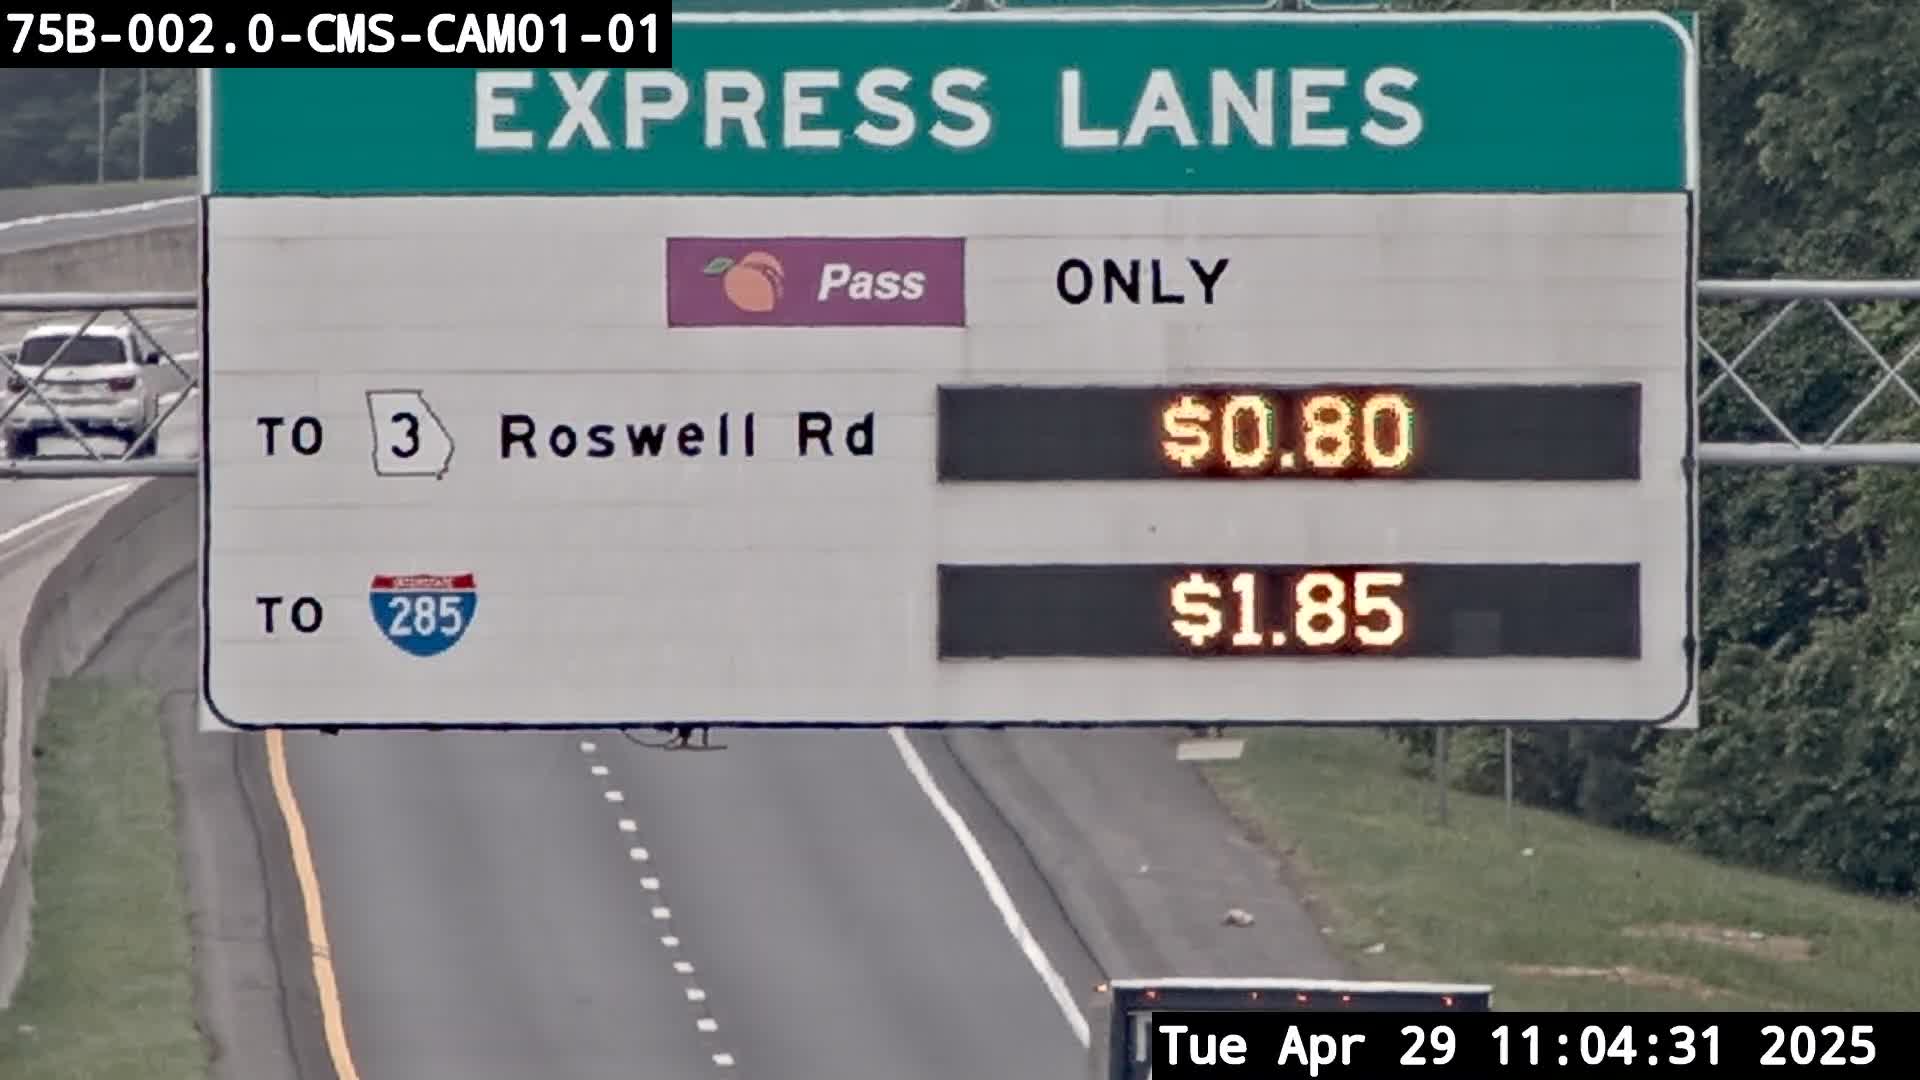 75B-002.0-CMS-CAM01-01
EXPRESS LANES
Pass ONLY
TO 3 Roswell Rd $0.80
INTERSTATE
TO 285 $1.85
Tue Apr 29 11:04:31 2025